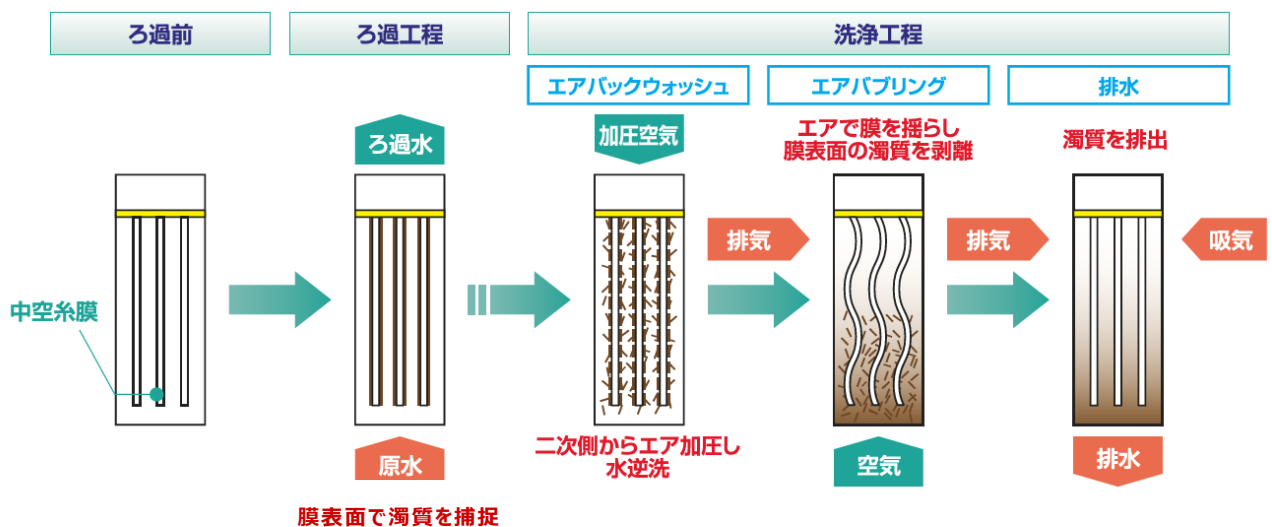 ろ過前
ろ過工程
洗浄工程
エアバックウォッシュ
エアバブリング
排水
ろ過水
加圧空気
エアで膜を揺らし
膜表面の濁質を剥離
濁質を排出
排気
排気
吸気
中空糸膜
原水
膜表面で濁質を捕捉
二次側からエア加圧し
水逆洗
空気
排水